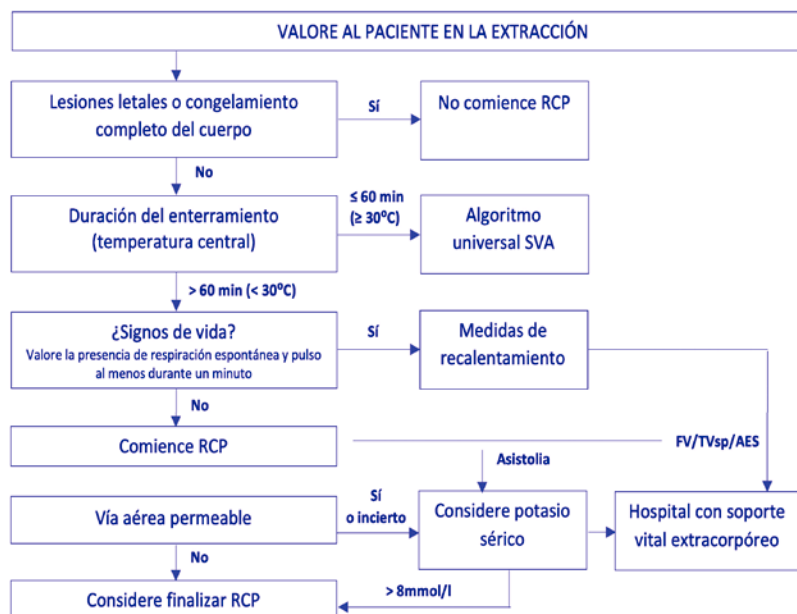 VALORE AL PACIENTE EN LA EXTRACCIÓN
Lesiones letales o congelamiento
completo del cuerpo
Sí
No comience RCP
No
Duración del enterramiento
(temperatura central)
≤ 60 min
(≥ 30ºC)
Algoritmo
universal SVA
> 60 min (< 30ºC)
¿Signos de vida?
Valore la presencia de respiración espontánea y pulso
al menos durante un minuto
Sí
Medidas de
recalentamiento
No
Comience RCP
FV/TVsp/AES
Asistolia
Vía aérea permeable
Sí
o incierto
Considere potasio
sérico
Hospital con soporte
vital extracorpóreo
No
> 8mmol/l
Considere finalizar RCP